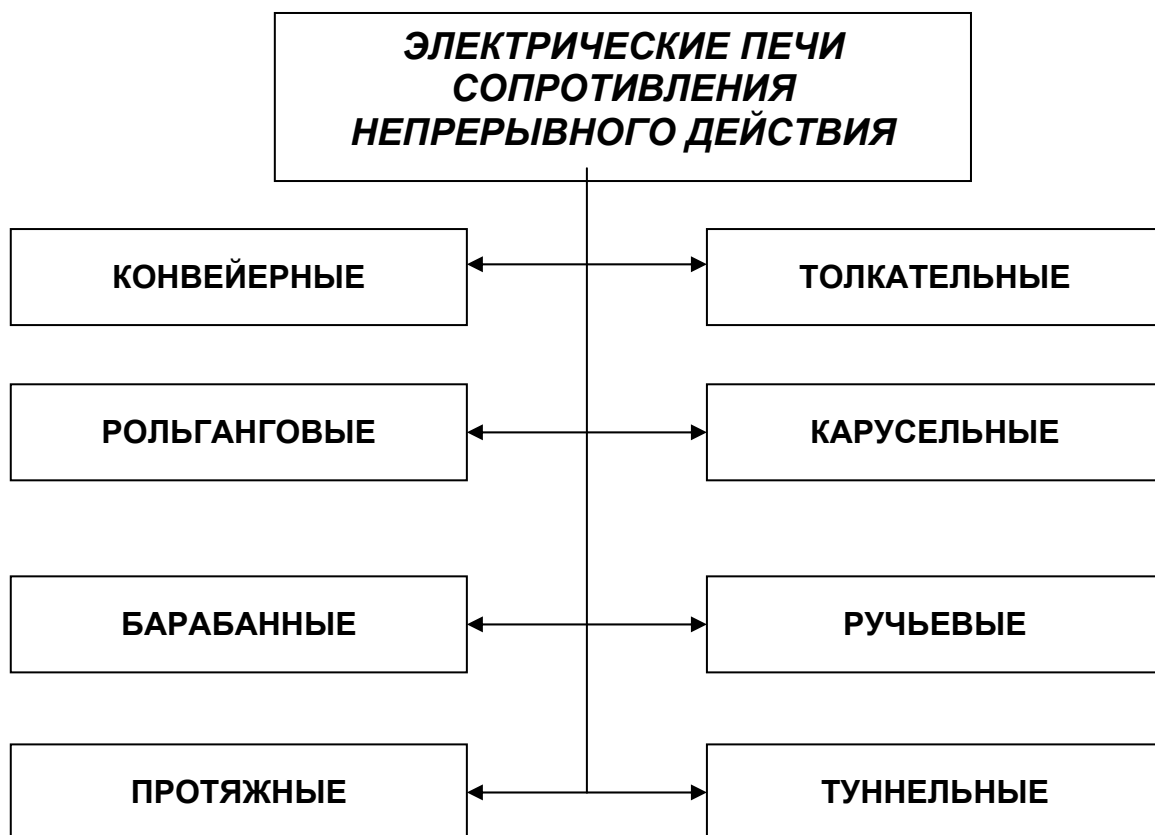 ЭЛЕКТРИЧЕСКИЕ ПЕЧИ
СОПРОТИВЛЕНИЯ
НЕПРЕРЫВНОГО ДЕЙСТВИЯ
КОНВЕЙЕРНЫЕ
ТОЛКАТЕЛЬНЫЕ
РОЛЬГАНГОВЫЕ
КАРУСЕЛЬНЫЕ
БАРАБАННЫЕ
РУЧЬЕВЫЕ
ПРОТЯЖНЫЕ
ТУННЕЛЬНЫЕ